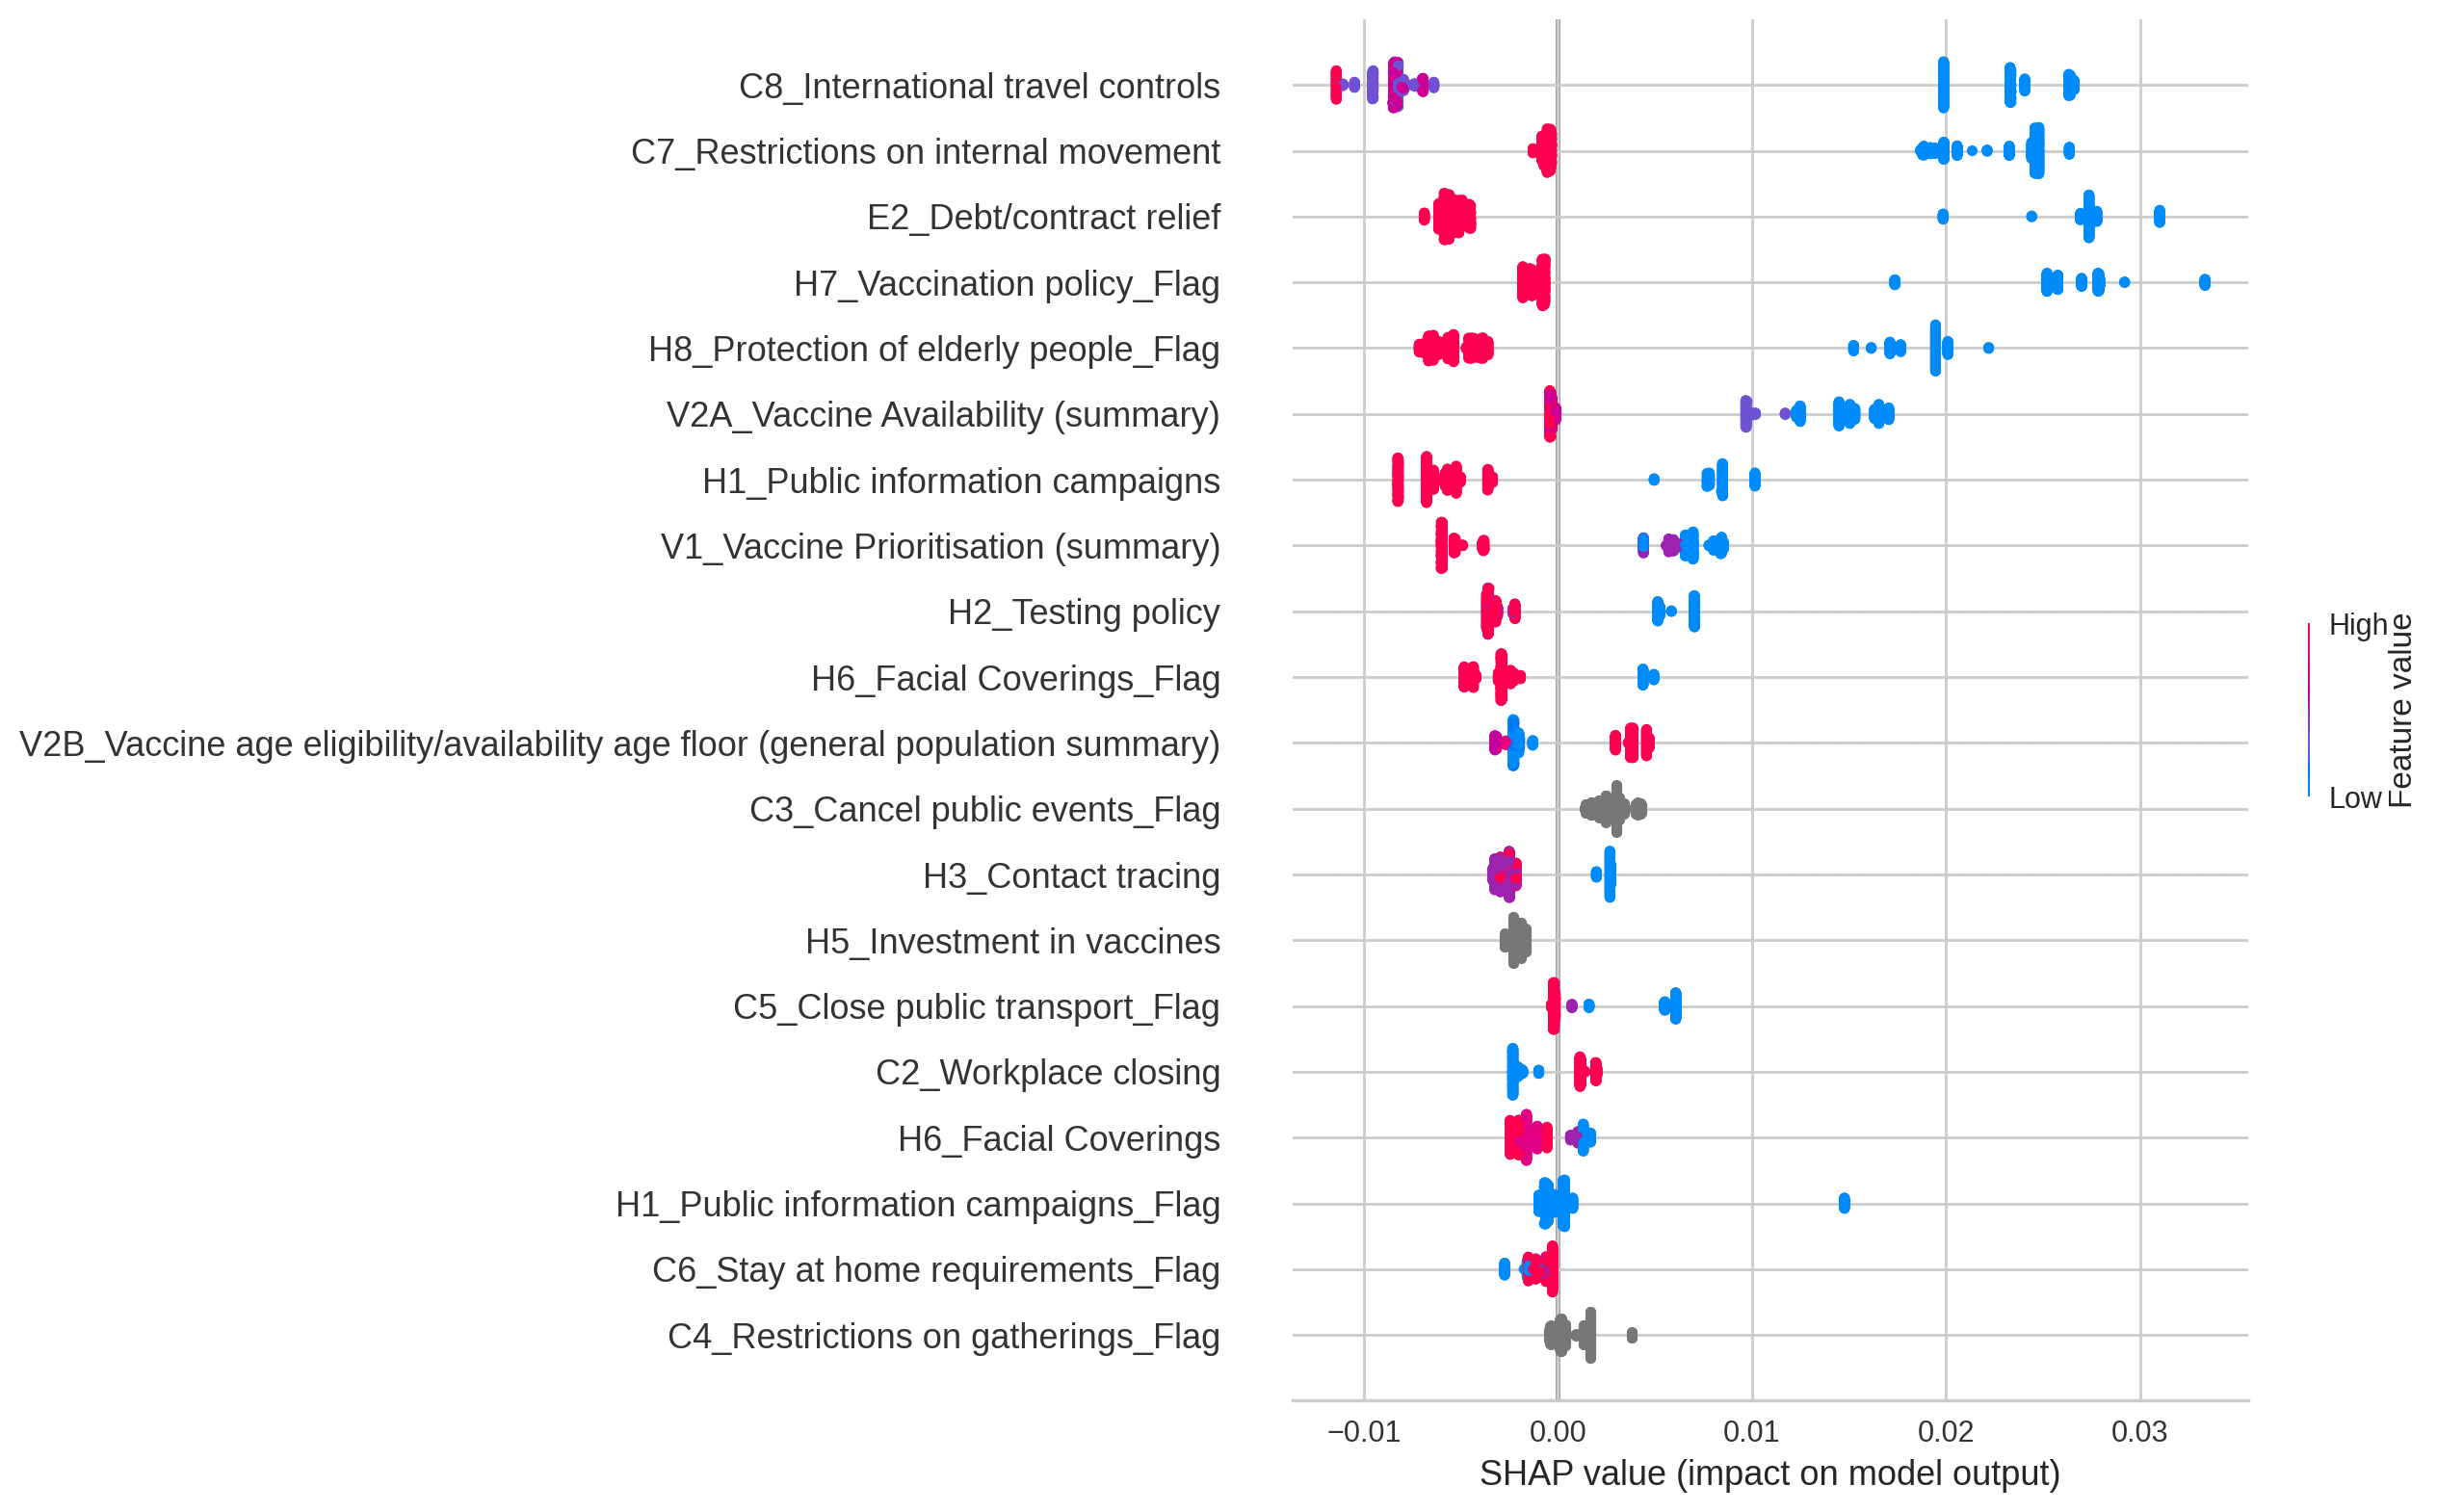 C8_International travel controls
C7_Restrictions on internal movement
E2_Debt/contract relief
H7_Vaccination policy_Flag
H8_Protection of elderly people_Flag
V2A_Vaccine Availability (summary)
H1_Public information campaigns
V1_Vaccine Prioritisation (summary)
H2_Testing policy
H6_Facial Coverings_Flag
V2B_Vaccine age eligibility/availability age floor (general population summary)
C3_Cancel public events_Flag
H3_Contact tracing
H5_Investment in vaccines
C5_Close public transport_Flag
C2_Workplace closing
H6_Facial Coverings
H1_Public information campaigns_Flag
C6_Stay at home requirements_Flag
C4_Restrictions on gatherings_Flag
−0.01 0.00 0.01 0.02 0.03
SHAP value (impact on model output)
High
Low
Feature value